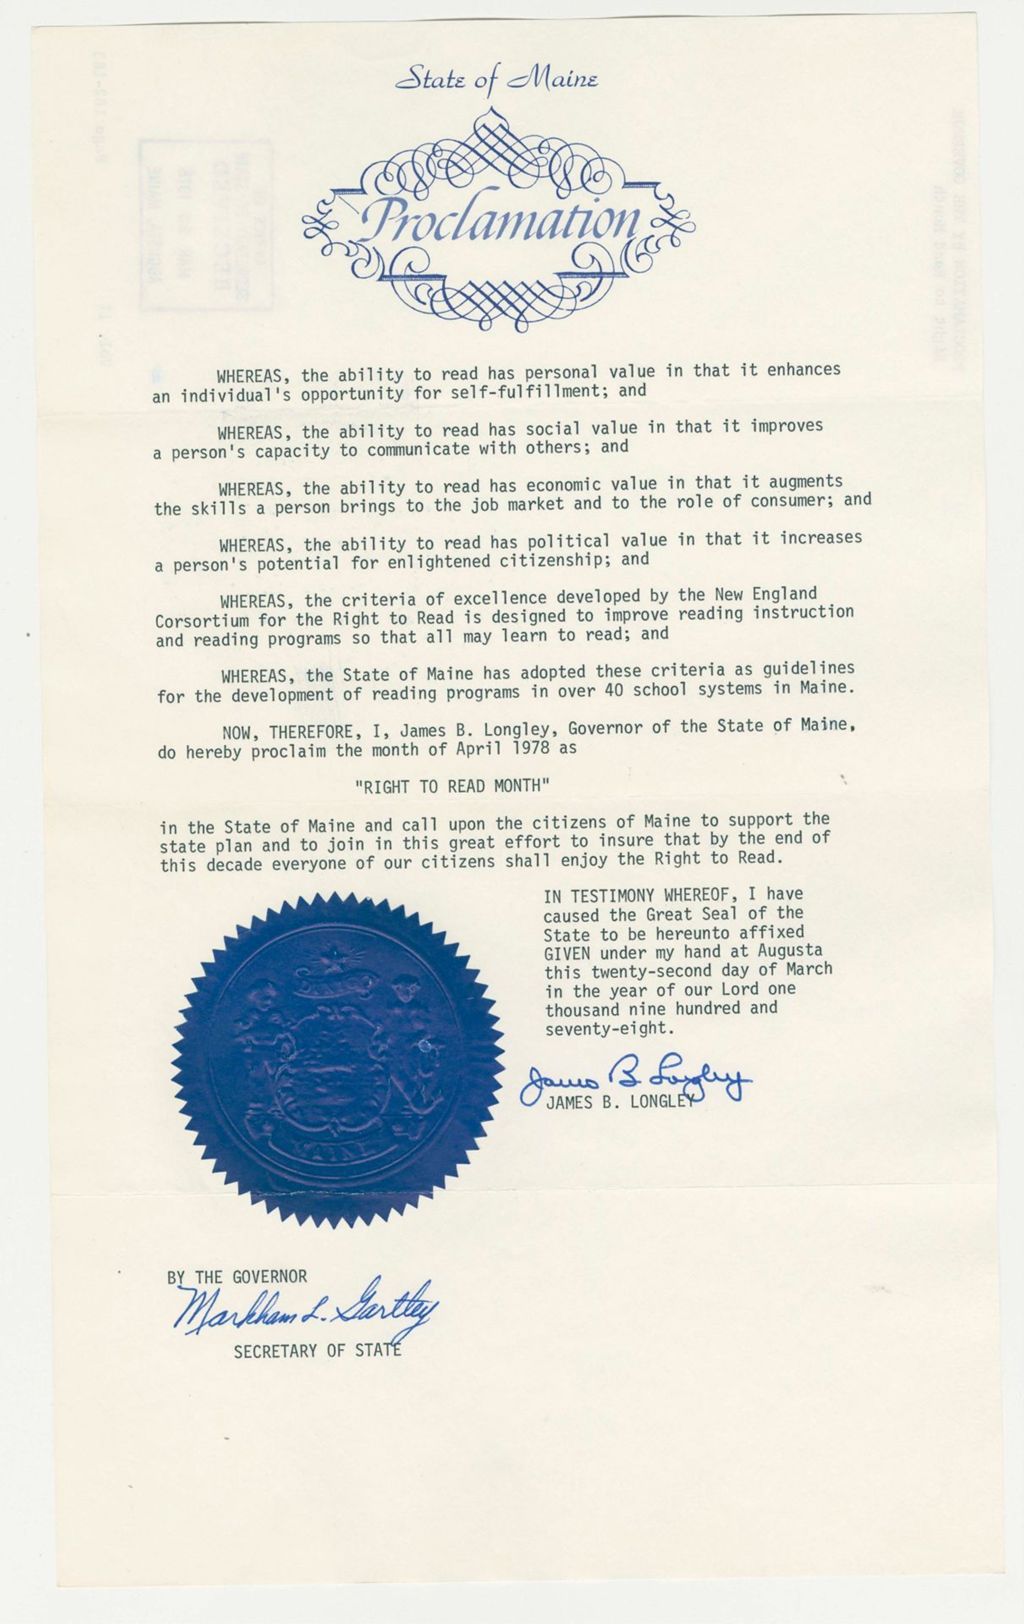 State of Maine
Proclamation
WHEREAS, the ability to read has personal value in that it enhances
an individual's opportunity for self-fulfillment; and
WHEREAS, the ability to read has social value in that it improves
a person's capacity to communicate with others; and
WHEREAS, the ability to read has economic value in that it augments
the skills a person brings to the job market and to the role of consumer; and
WHEREAS, the ability to read has political value in that it increases
a person's potential for enlightened citizenship; and
WHEREAS, the criteria of excellence developed by the New England
Corsortium for the Right to Read is designed to improve reading instruction
and reading programs so that all may learn to read; and
WHEREAS, the State of Maine has adopted these criteria as guidelines
for the development of reading programs in over 40 school systems in Maine.
NOW, THEREFORE, I, James B. Longley, Governor of the State of Maine,
do hereby proclaim the month of April 1978 as
"RIGHT TO READ MONTH"
in the State of Maine and call upon the citizens of Maine to support the
state plan and to join in this great effort to insure that by the end of
this decade everyone of our citizens shall enjoy the Right to Read.
IN TESTIMONY WHEREOF, I have
caused the Great Seal of the
State to be hereunto affixed
GIVEN under my hand at Augusta
this twenty-second day of March
in the year of our Lord one
thousand nine hundred and
seventy-eight.
James B Longley
JAMES B. LONGLEY
DIRIGO
MAINE
BY THE GOVERNOR
Markham L. Gartley
SECRETARY OF STATE